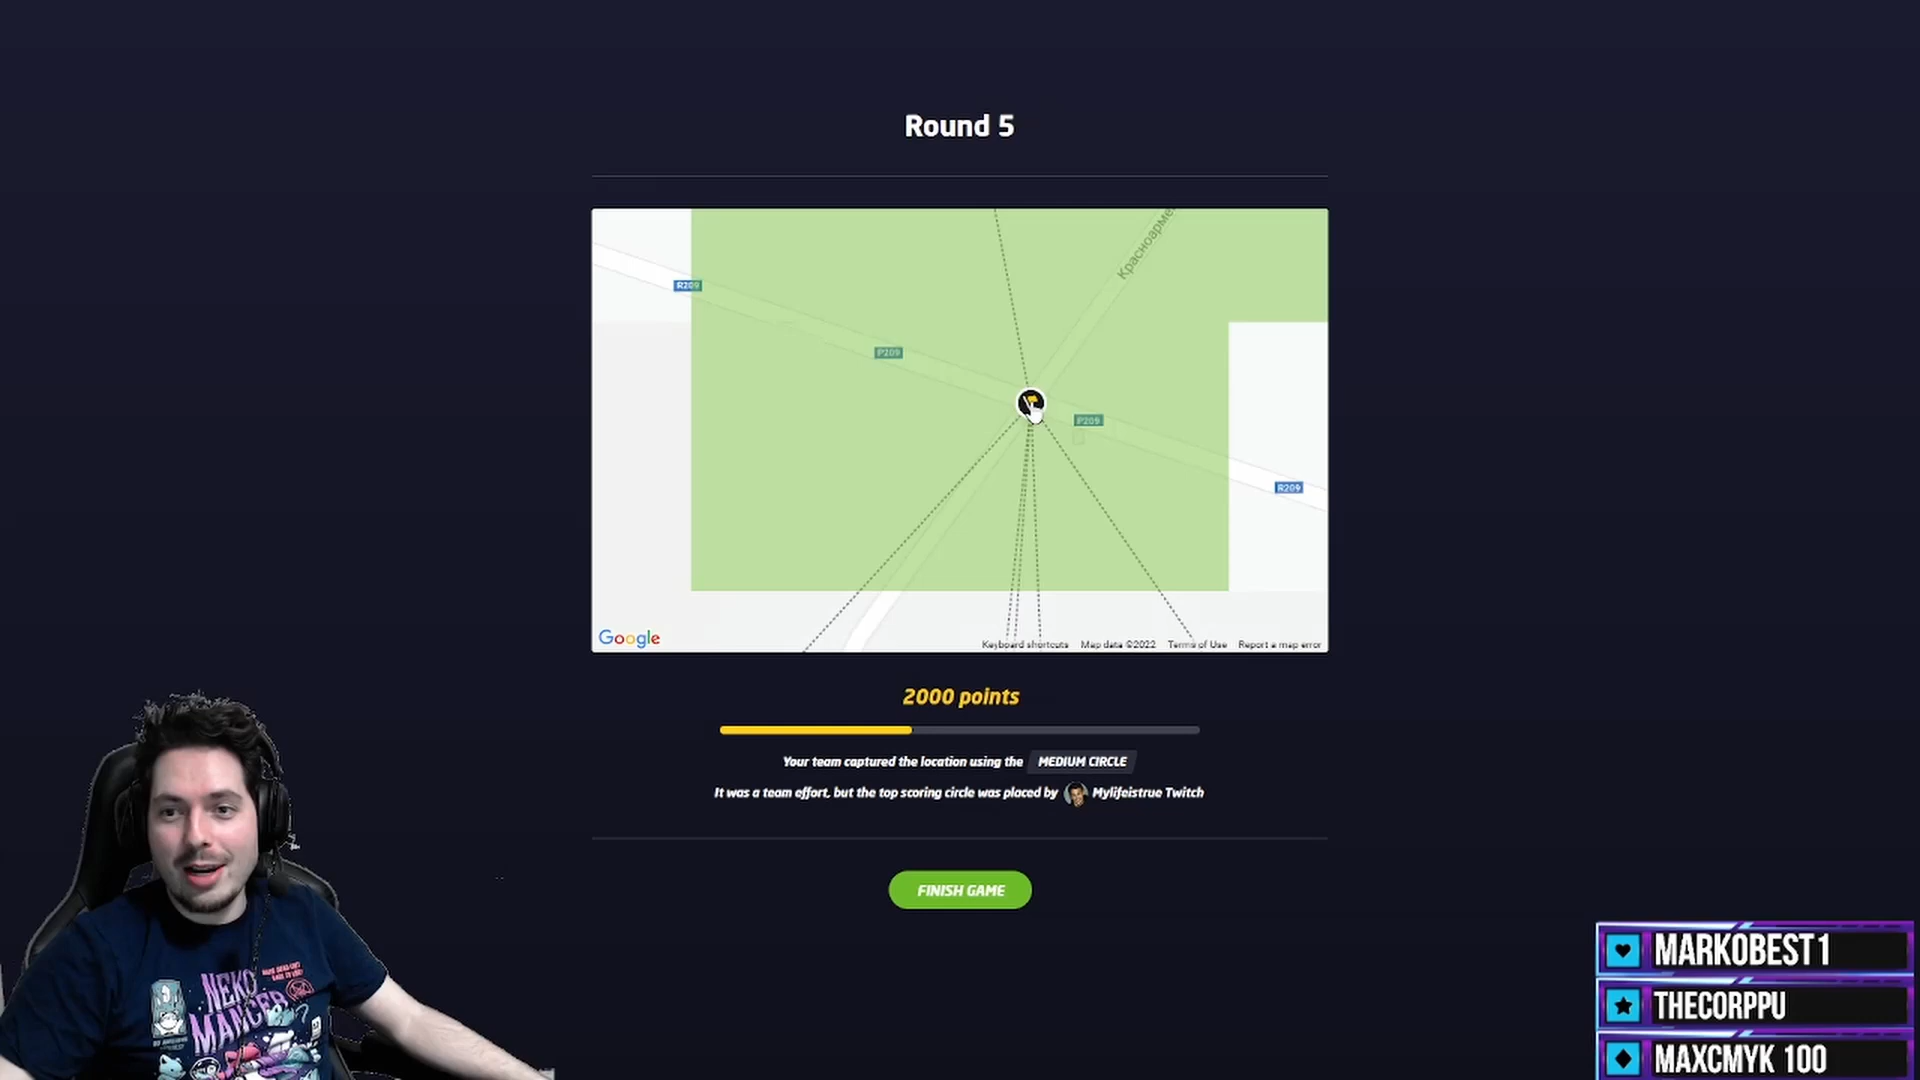 Round 5
Красноарме
R209
P209
P209
R209
Google
Keyboard shortcuts Map data ©2022 Terms of Use Report a map error
2000 points
Your team captured the location using the MEDIUM CIRCLE
It was a team effort, but the top scoring circle was placed by Mylifeistrue Twitch
FINISH GAME
NEKO
MANCER
MARKOBEST1
THECORPPU
MAXCMYK 100